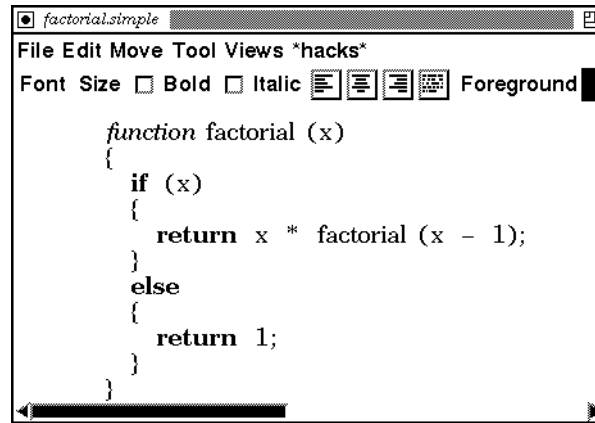 factorial.simple
File Edit Move Tool Views *hacks*
Font Size Bold Italic Foreground
function factorial (x)
{
if (x)
{
return x * factorial (x - 1);
}
else
{
return 1;
}
}